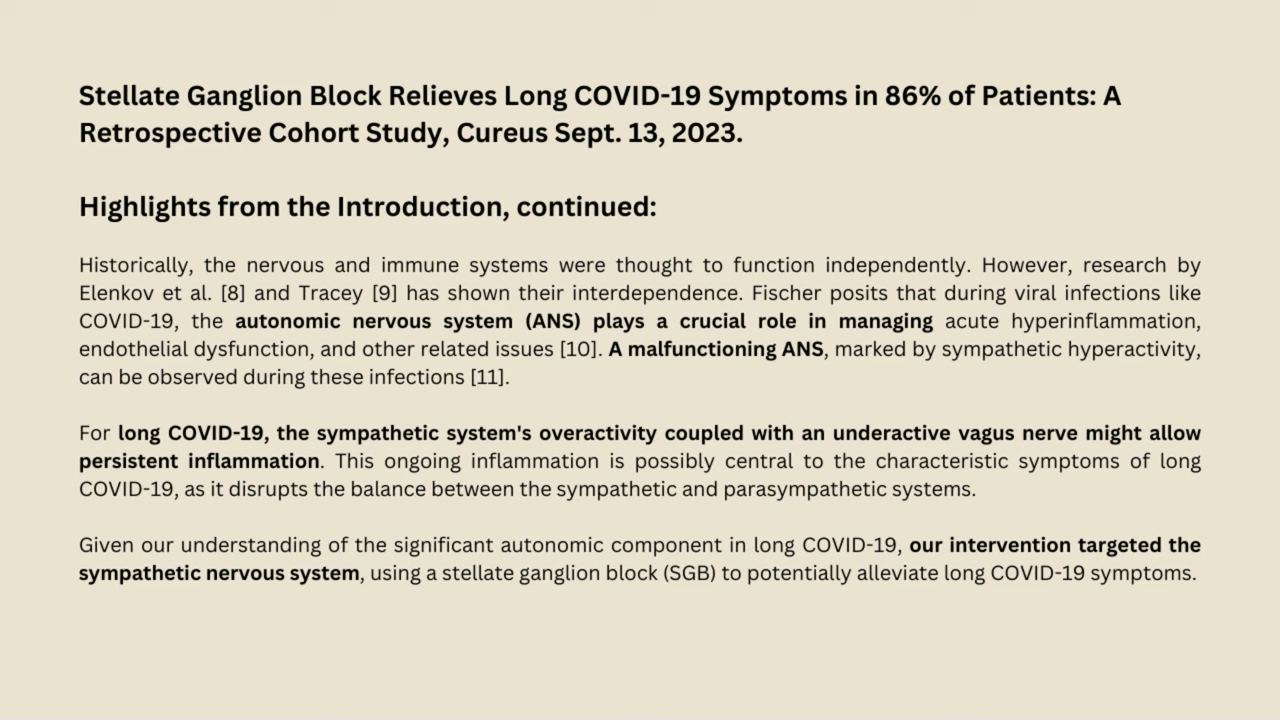 Stellate Ganglion Block Relieves Long COVID-19 Symptoms in 86% of Patients: A
Retrospective Cohort Study, Cureus Sept. 13, 2023.
Highlights from the Introduction, continued:
Historically, the nervous and immune systems were thought to function independently. However, research by
Elenkov et al. [8] and Tracey [9] has shown their interdependence. Fischer posits that during viral infections like
COVID-19, the autonomic nervous system (ANS) plays a crucial role in managing acute hyperinflammation,
endothelial dysfunction, and other related issues [10]. A malfunctioning ANS, marked by sympathetic hyperactivity,
can be observed during these infections [11].
For long COVID-19, the sympathetic system's overactivity coupled with an underactive vagus nerve might allow
persistent inflammation. This ongoing inflammation is possibly central to the characteristic symptoms of long
COVID-19, as it disrupts the balance between the sympathetic and parasympathetic systems.
Given our understanding of the significant autonomic component in long COVID-19, our intervention targeted the
sympathetic nervous system, using a stellate ganglion block (SGB) to potentially alleviate long COVID-19 symptoms.